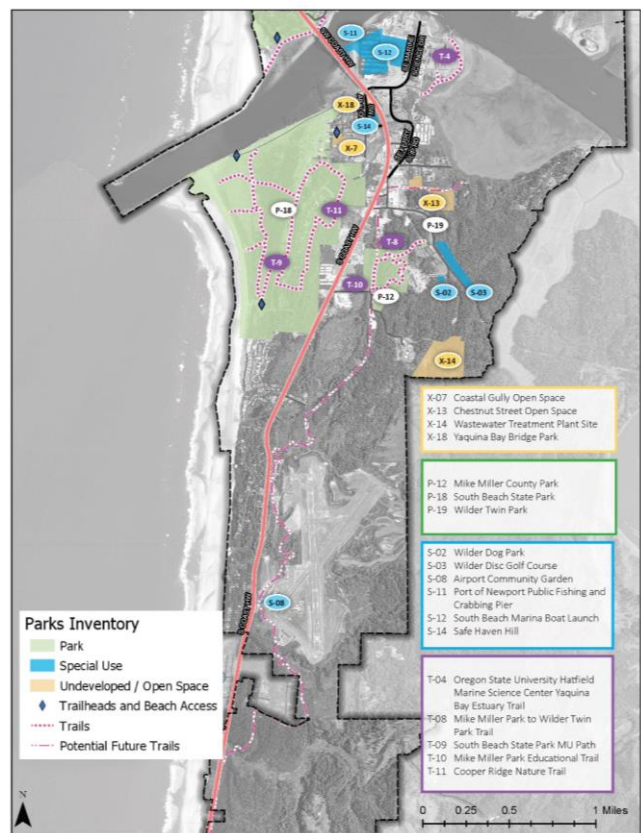 S-11
S-12
T-4
X-18
S-14
X-7
X-13
P-18
T-11
P-19
T-8
T-9
T-10
P-12
S-02
S-03
X-14
S-08
X-07 Coastal Gully Open Space
X-13 Chestnut Street Open Space
X-14 Wastewater Treatment Plant Site
X-18 Yaquina Bay Bridge Park
P-12 Mike Miller County Park
P-18 South Beach State Park
P-19 Wilder Twin Park
S-02 Wilder Dog Park
S-03 Wilder Disc Golf Course
S-08 Airport Community Garden
S-11 Port of Newport Public Fishing and
Crabbing Pier
S-12 South Beach Marina Boat Launch
S-14 Safe Haven Hill
T-04 Oregon State University Hatfield
Marine Science Center Yaquina
Bay Estuary Trail
T-08 Mike Miller Park to Wilder Twin
Park Trail
T-09 South Beach State Park MU Path
T-10 Mike Miller Park Educational Trail
T-11 Cooper Ridge Nature Trail
Parks Inventory
Park
Special Use
Undeveloped / Open Space
Trailheads and Beach Access
Trails
Potential Future Trails
N
0 0.25 0.5 1 Miles